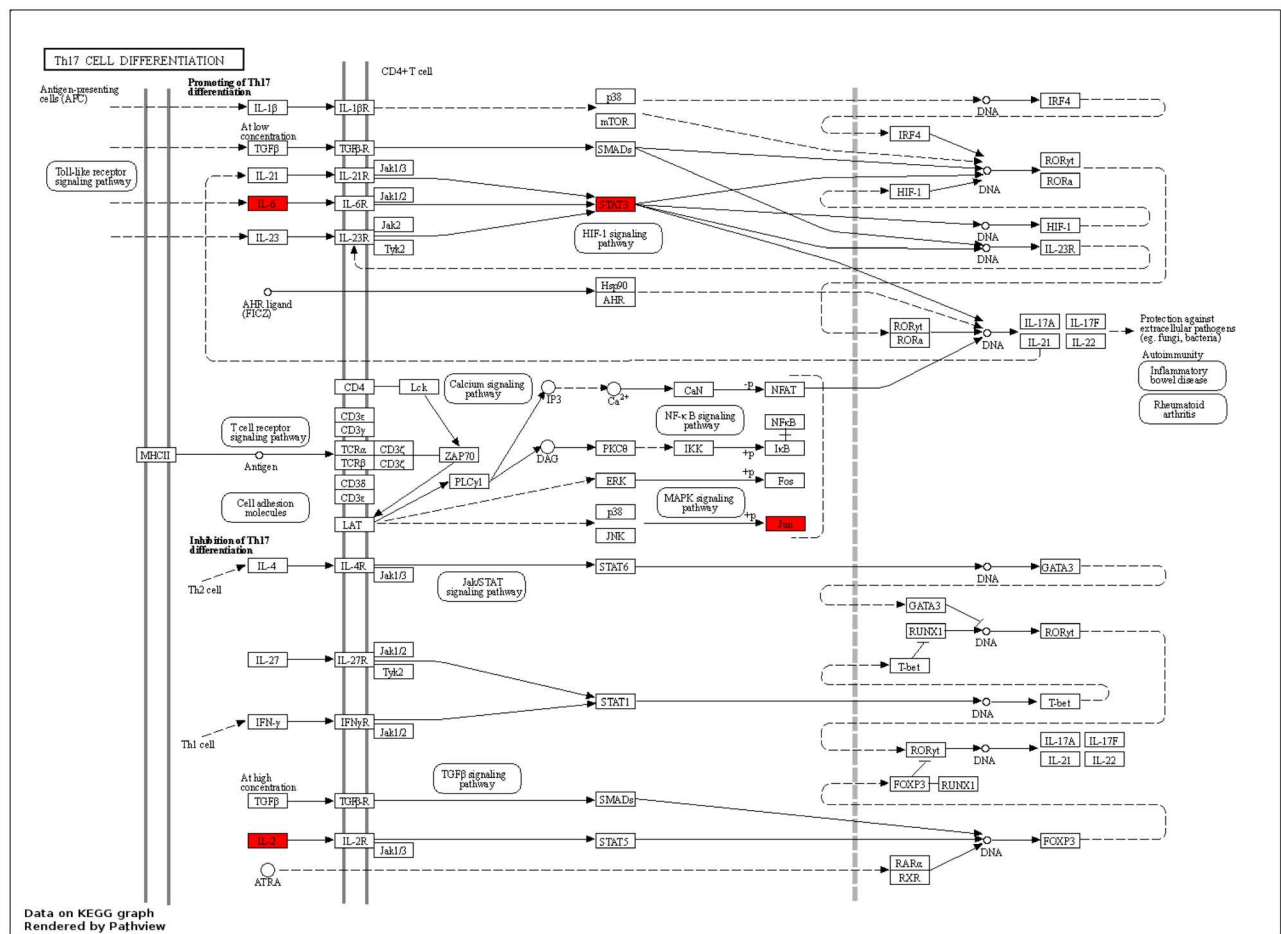 Th17 CELL DIFFERENTIATION
CD4+T cell
Antigen-presenting
cells (APC)
Promoting of Th17
differentiation
IL-1β
IL-1βR
p38
mTOR
DNA
IRF4
At low
concentration
TGFβ
TGFβ-R
SMADs
IRF4
RORγt
RORa
DNA
Toll-like receptor
signaling pathway
IL-21
IL-21R
Jak1/3
HIF-1
IL-6
IL-6R
Jak1/2
STAT3
HIF-1 signaling
pathway
DNA
HIF-1
IL-23
IL-23R
Jak2
Tyk2
DNA
IL-23R
AHR ligand
(FICZ)
Hsp90
AHR
RORγt
RORa
DNA
IL-17A
IL-17F
IL-21
IL-22
Protection against
extracellular pathogens
(eg. fungi, bacteria)
Autoimmunity
Inflammatory
bowel disease
Rheumatoid
arthritis
CD4
Lck
Calcium signaling
pathway
IP3
Ca2+
CaN
-p
NFAT
CD3ε
CD3γ
NF-κB signaling
pathway
NFκB
T cell receptor
signaling pathway
MHCII
Antigen
TCRα
CD3ζ
TCRβ
CD3ζ
ZAP70
DAG
PKCθ
IKK
+p
IκB
CD3δ
CD3ε
PLCγ1
ERK
+p
Fos
Cell adhesion
molecules
LAT
p38
JNK
MAPK signaling
pathway
+p
Jun
Inhibition of Th17
differentiation
IL-4
IL-4R
Jak1/3
STAT6
DNA
GATA3
Th2 cell
Jak/STAT
signaling pathway
GATA3
RUNX1
DNA
RORγt
T-bet
IL-27
IL-27R
Jak1/2
Tyk2
STAT1
DNA
T-bet
IFN-γ
IFNγR
Jak1/2
Th1 cell
RORγt
DNA
IL-17A
IL-17F
IL-21
IL-22
FOXP3
RUNX1
At high
concentration
TGFβ
TGFβ-R
TGFβ signaling
pathway
SMADs
IL-2
IL-2R
Jak1/3
STAT5
DNA
FOXP3
ATRA
RARα
RXR
Data on KEGG graph
Rendered by Pathview